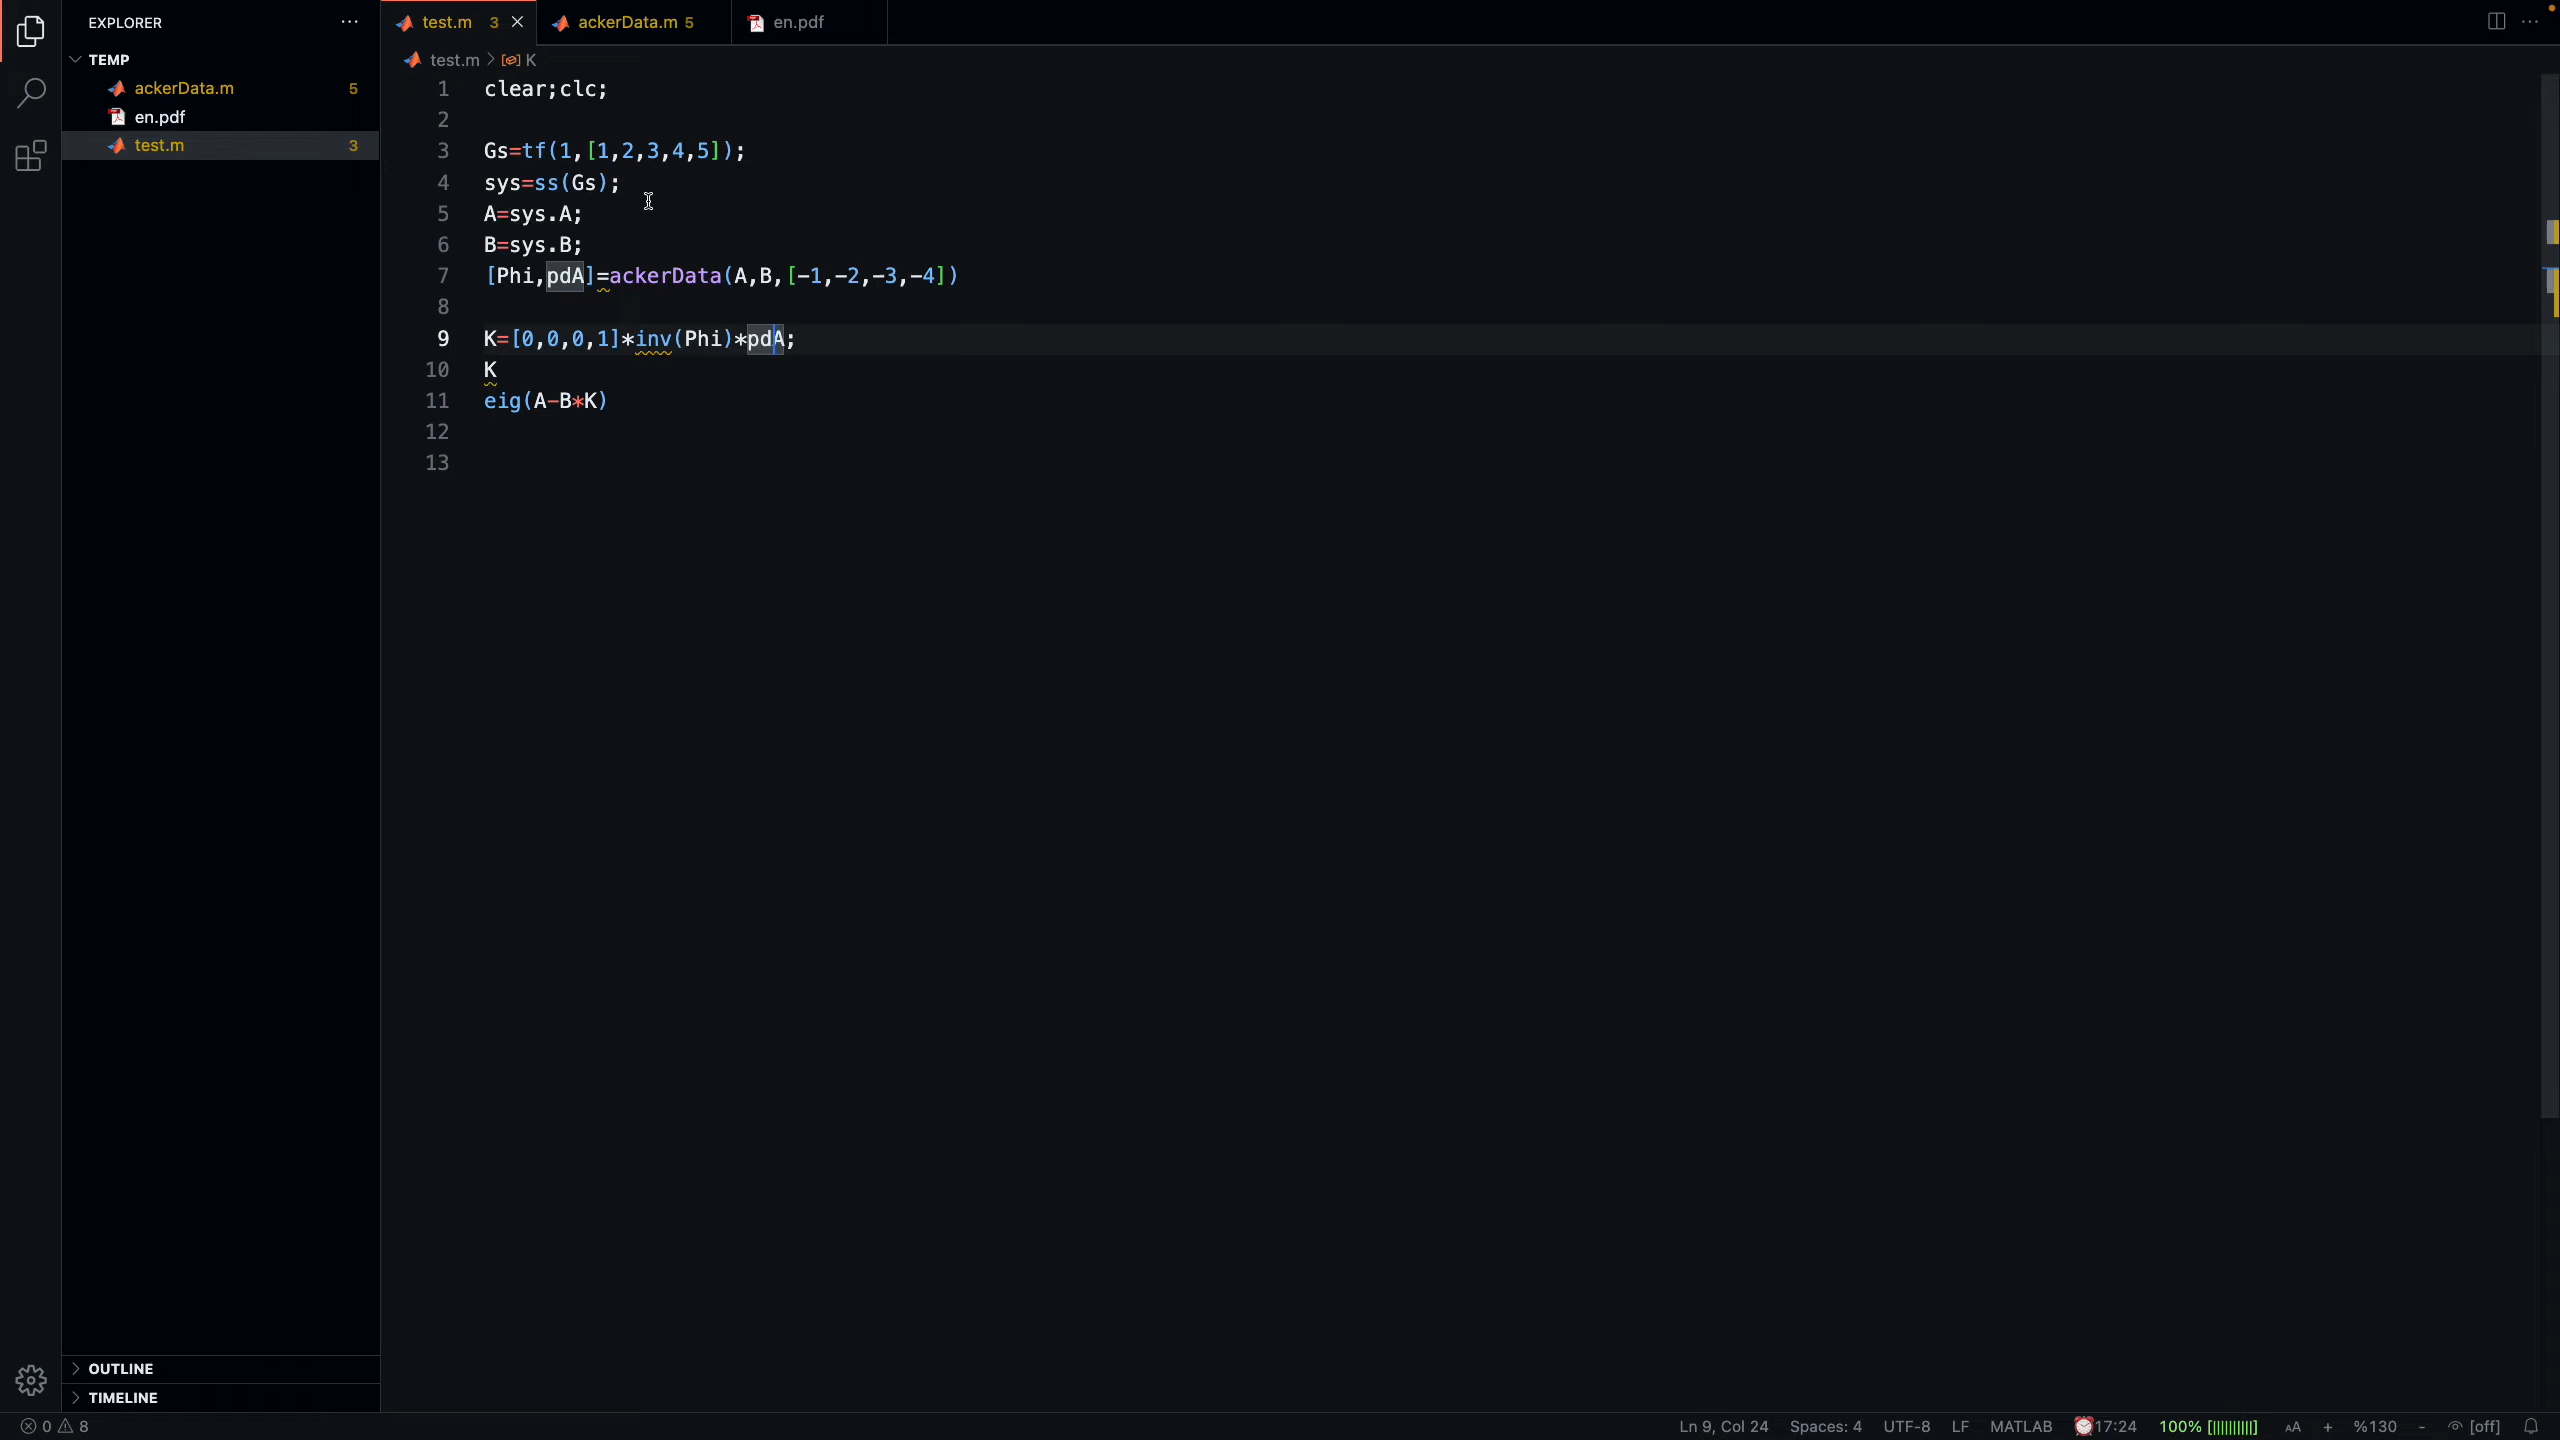 EXPLORER
TEMP
ackerData.m 5
en.pdf
test.m 3
OUTLINE
TIMELINE
test.m 3 ackerData.m 5 en.pdf
test.m > K
1 clear;clc;
2
3 Gs=tf(1,[1,2,3,4,5]);
4 sys=ss(Gs);
5 A=sys.A;
6 B=sys.B;
7 [Phi,pdA]=ackerData(A,B,[-1,-2,-3,-4])
8
9 K=[0,0,0,1]*inv(Phi)*pdA;
10 K
11 eig(A-B*K)
12
13
0 8 Ln 9, Col 24 Spaces: 4 UTF-8 LF MATLAB ⏰17:24 100% [||||||||||] AA + %130 - [off]